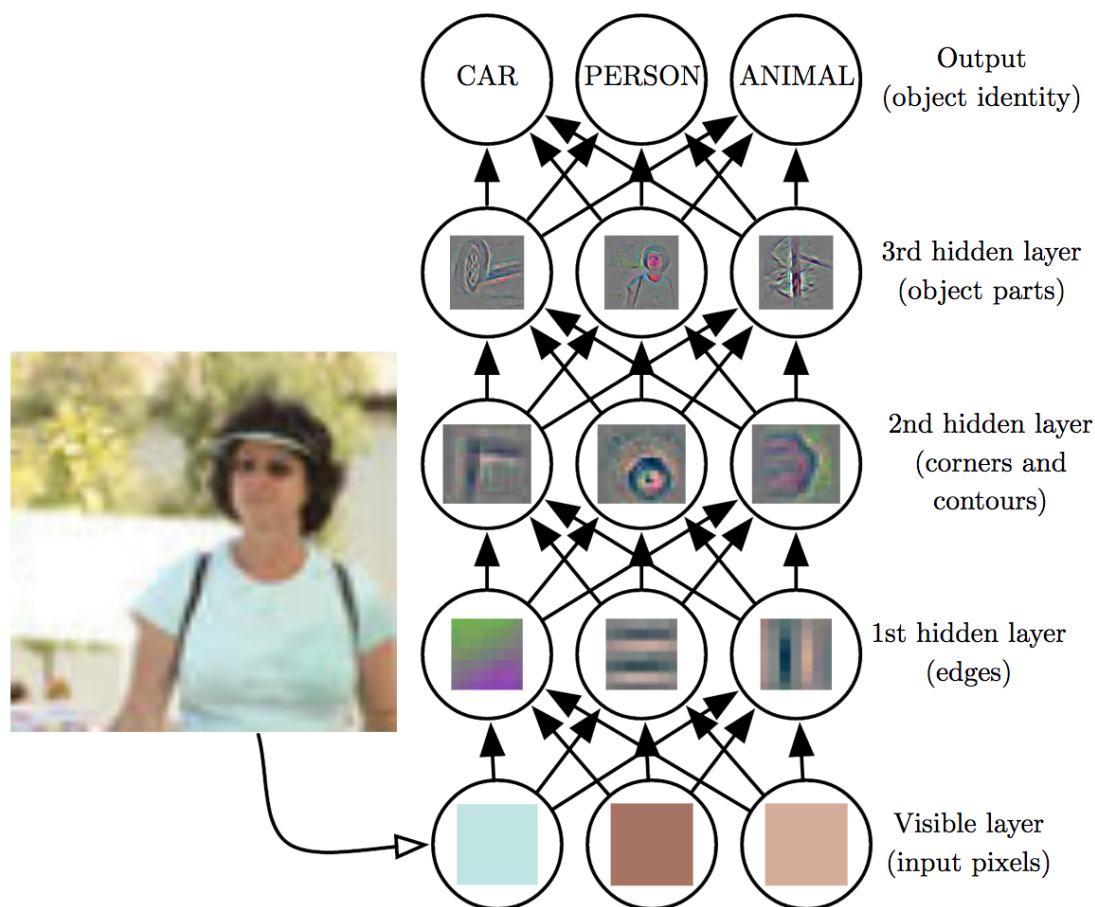 CAR
PERSON
ANIMAL
Output
(object identity)
3rd hidden layer
(object parts)
2nd hidden layer
(corners and
contours)
1st hidden layer
(edges)
Visible layer
(input pixels)